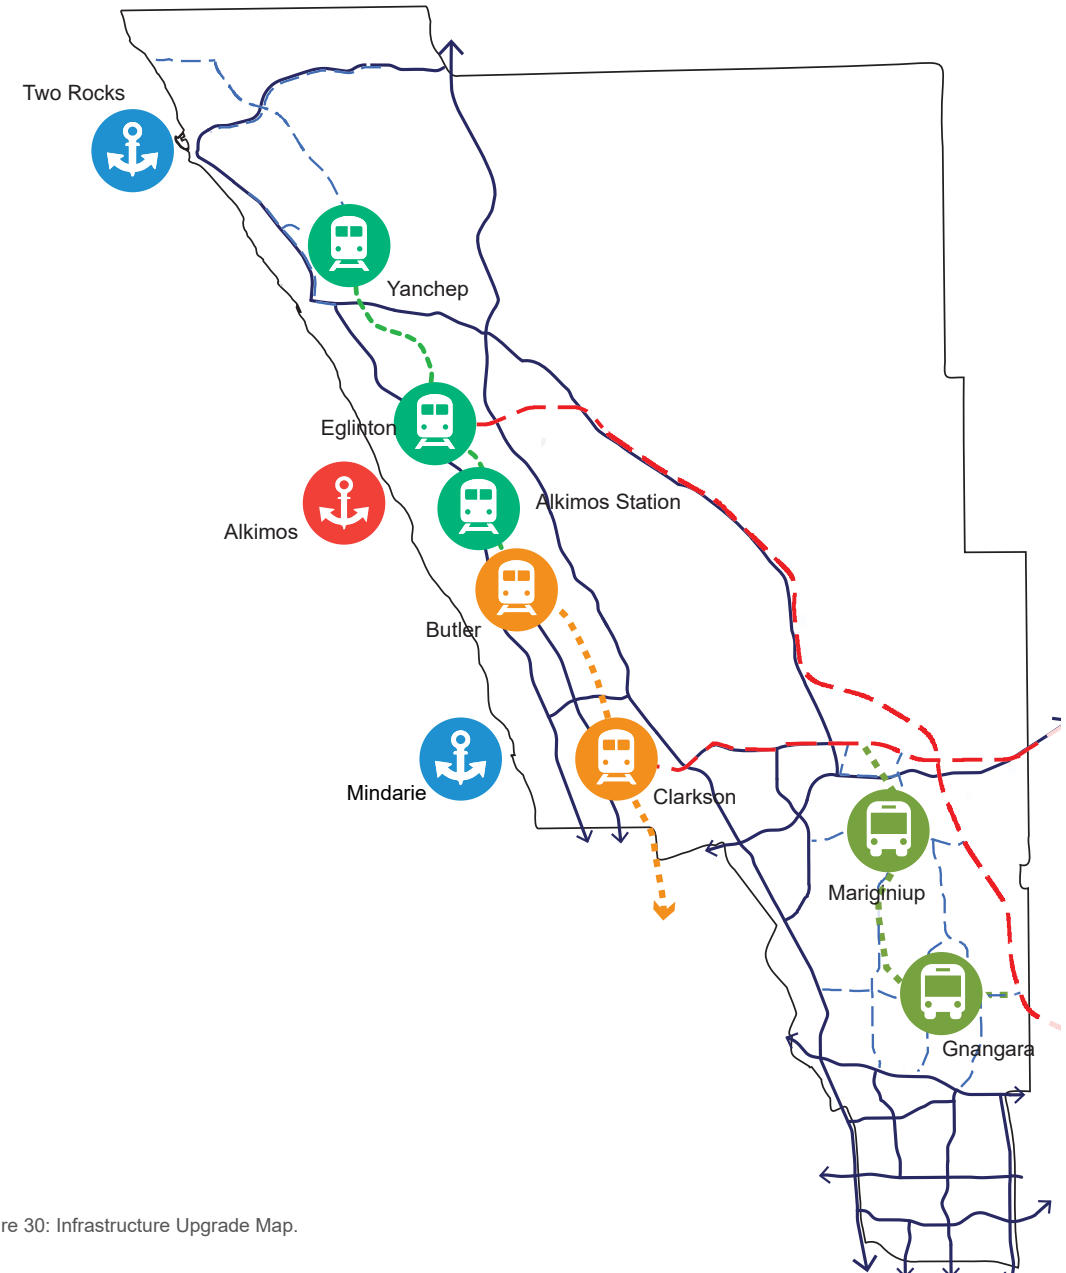 Two Rocks
Yanchep
Eglinton
Alkimos Station
Alkimos
Butler
Mindarie
Clarkson
Mariginiup
Gnangara
re 30: Infrastructure Upgrade Map.